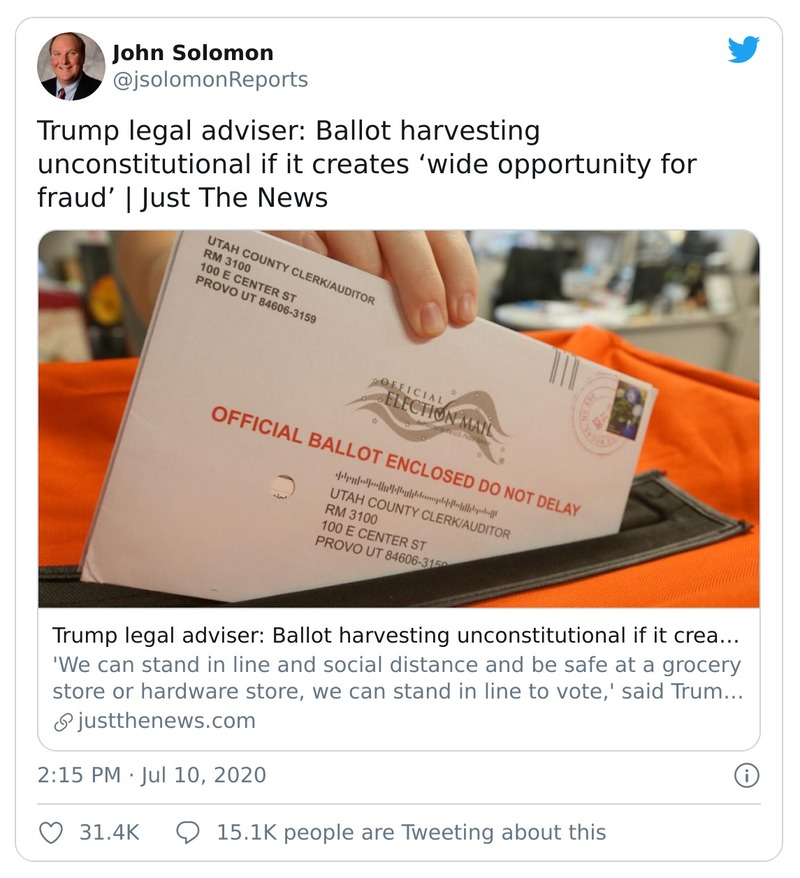 John Solomon
@jsolomonReports
Trump legal adviser: Ballot harvesting
unconstitutional if it creates ‘wide opportunity for
fraud’ | Just The News
UTAH COUNTY CLERK/AUDITOR
RM 3100
100 E CENTER ST
PROVO UT 84606-3159
OFFICIAL
ELECTION MAIL
OFFICIAL BALLOT ENCLOSED DO NOT DELAY
UTAH COUNTY CLERK/AUDITOR
RM 3100
100 E CENTER ST
PROVO UT 84606-3159
Trump legal adviser: Ballot harvesting unconstitutional if it crea...
'We can stand in line and social distance and be safe at a grocery
store or hardware store, we can stand in line to vote,' said Trum...
justthenews.com
2:15 PM · Jul 10, 2020
31.4K 15.1K people are Tweeting about this